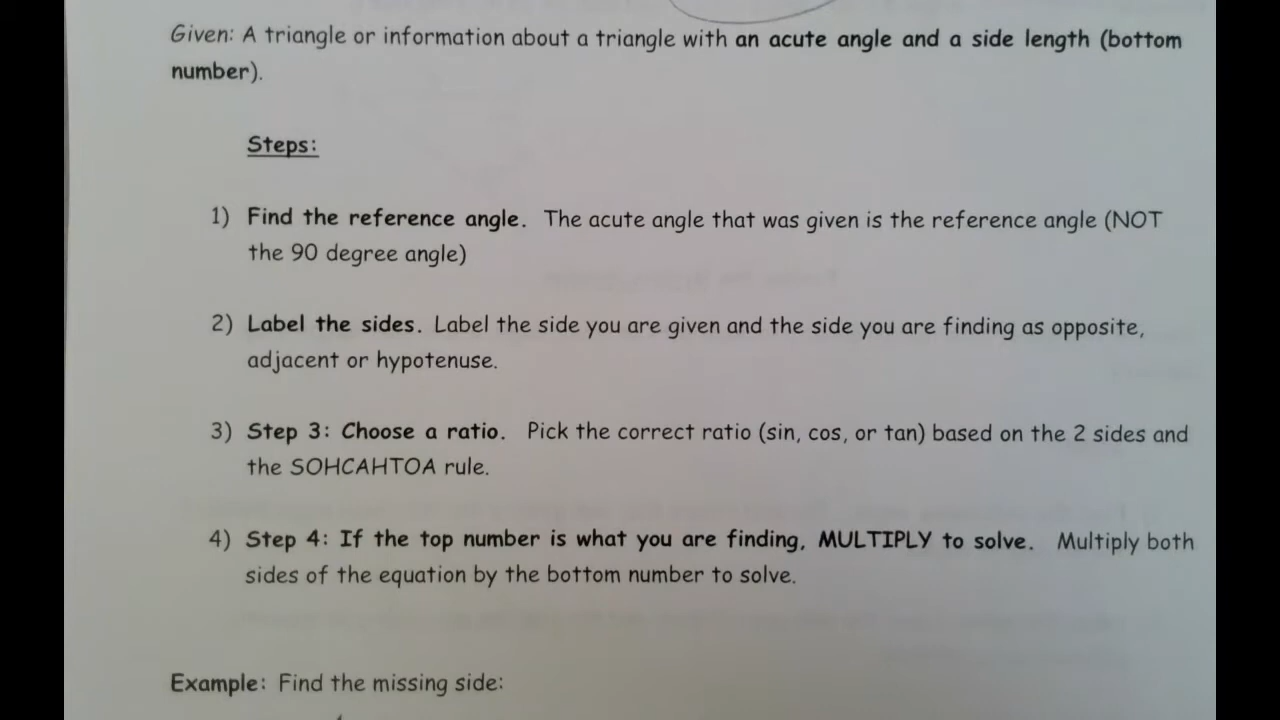 Given: A triangle or information about a triangle with an acute angle and a side length (bottom
number).
Steps:
1) Find the reference angle. The acute angle that was given is the reference angle (NOT
the 90 degree angle)
2) Label the sides. Label the side you are given and the side you are finding as opposite,
adjacent or hypotenuse.
3) Step 3: Choose a ratio. Pick the correct ratio (sin, cos, or tan) based on the 2 sides and
the SOHCAHTOA rule.
4) Step 4: If the top number is what you are finding, MULTIPLY to solve. Multiply both
sides of the equation by the bottom number to solve.
Example: Find the missing side: